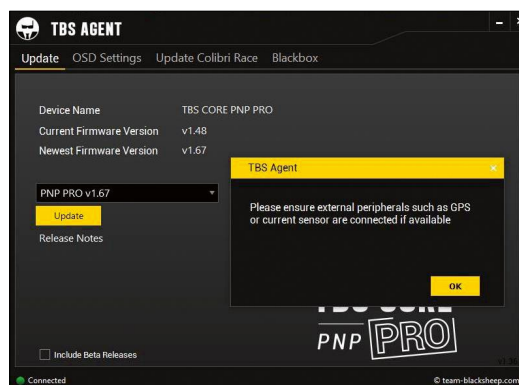 TBS AGENT
Update OSD Settings Update Colibri Race Blackbox
Device Name TBS CORE PNP PRO
Current Firmware Version v1.48
Newest Firmware Version v1.67
TBS Agent
PNP PRO v1.67
Please ensure external peripherals such as GPS
or current sensor are connected if available
Update
Release Notes
OK
TBS CORE
PNP PRO
Include Beta Releases
Connected
© team-blacksheep.com